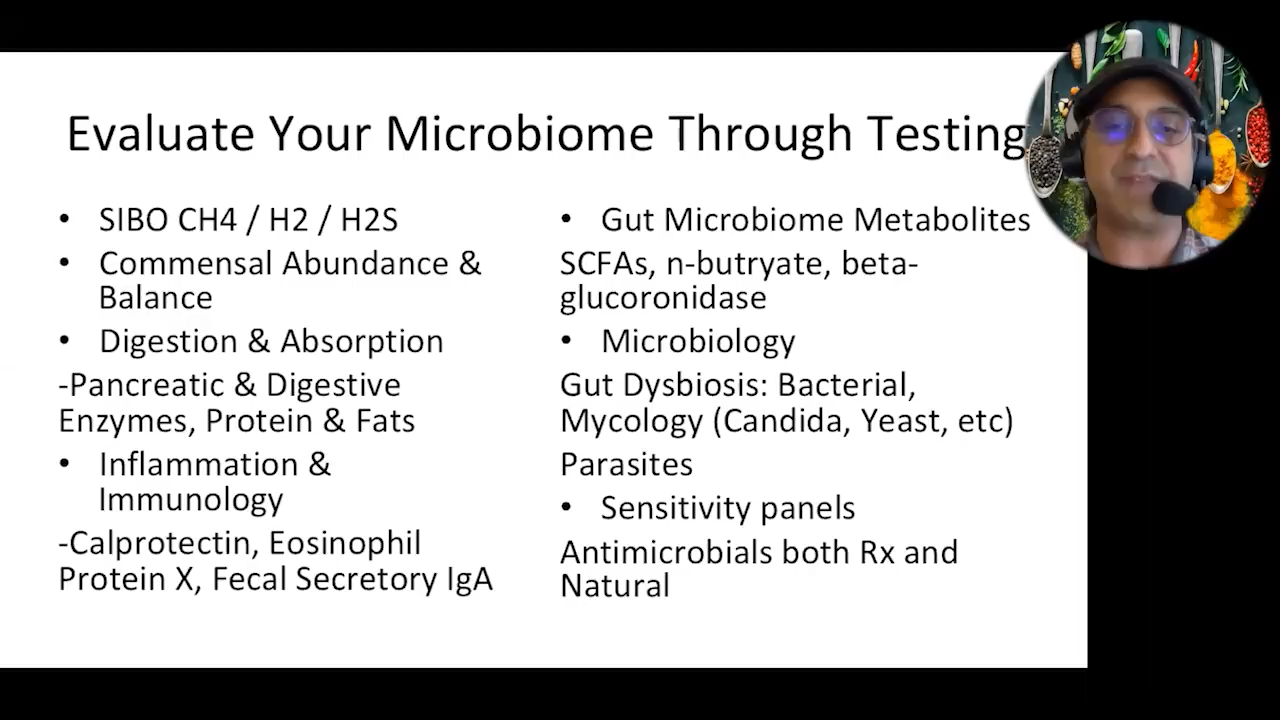 Evaluate Your Microbiome Through Testing
• SIBO CH4 / H2 / H2S
• Commensal Abundance &
Balance
• Digestion & Absorption
-Pancreatic & Digestive
Enzymes, Protein & Fats
• Inflammation &
Immunology
-Calprotectin, Eosinophil
Protein X, Fecal Secretory IgA
• Gut Microbiome Metabolites
SCFAs, n-butryate, beta-
glucoronidase
• Microbiology
Gut Dysbiosis: Bacterial,
Mycology (Candida, Yeast, etc)
Parasites
• Sensitivity panels
Antimicrobials both Rx and
Natural